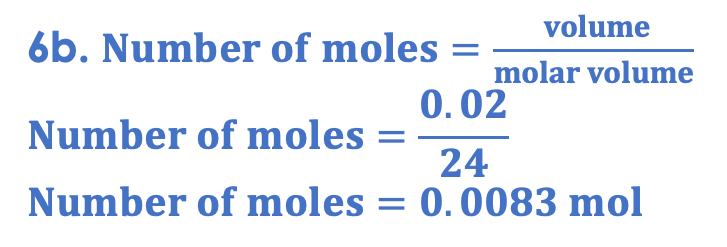 6b. Number of moles = volume / molar volume
Number of moles = 0.02 / 24
Number of moles = 0.0083 mol